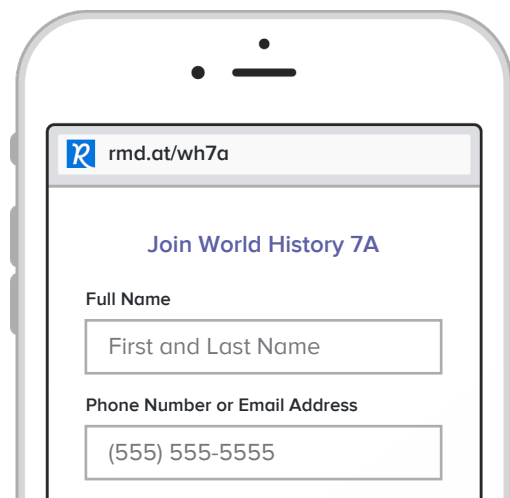 rmd.at/wh7a
Join World History 7A
Full Name
First and Last Name
Phone Number or Email Address
(555) 555-5555